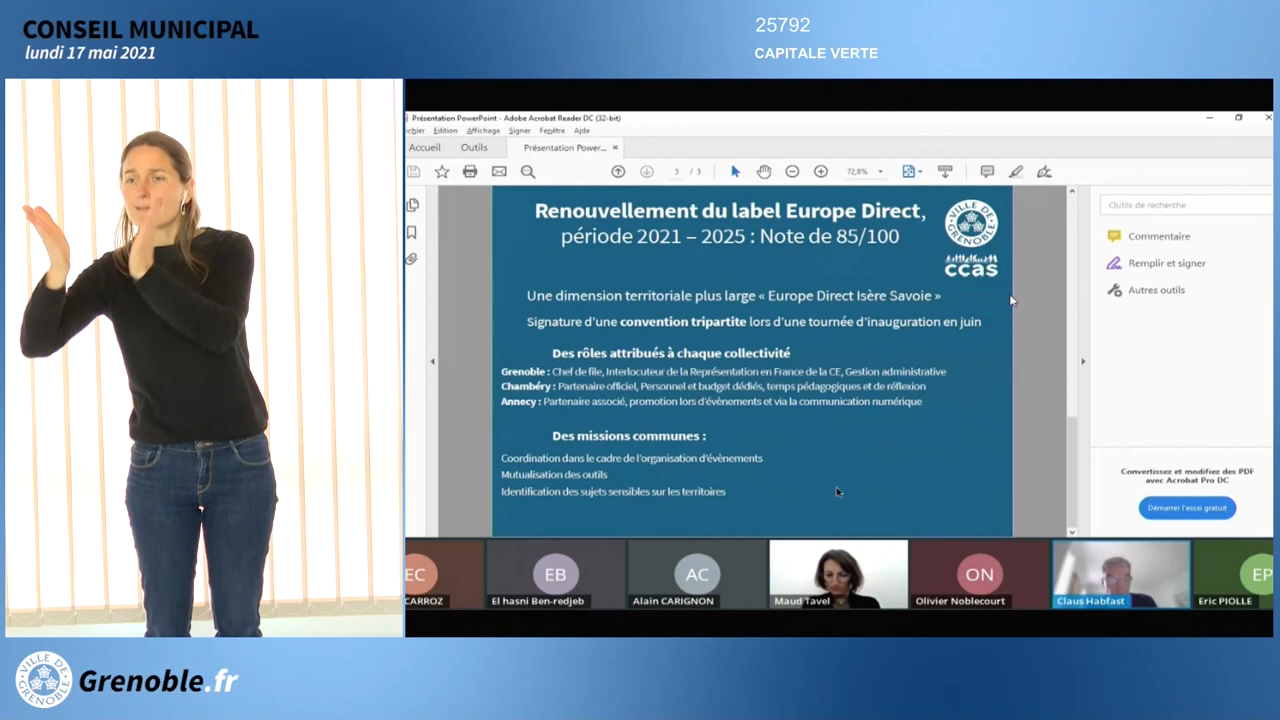 CONSEIL MUNICIPAL
lundi 17 mai 2021
25792
CAPITALE VERTE
Présentation PowerPoint - Adobe Acrobat Reader DC (32-bit)
ichier Edition Affichage Signer Fenêtre Aide
Accueil Outils Présentation Power... ×
3 / 3 72,8%
Renouvellement du label Europe Direct,
période 2021 – 2025 : Note de 85/100
VILLE DE GRENOBLE
ccas
Une dimension territoriale plus large « Europe Direct Isère Savoie »
Signature d'une convention tripartite lors d'une tournée d'inauguration en juin
Des rôles attribués à chaque collectivité
Grenoble : Chef de file, Interlocuteur de la Représentation en France de la CE, Gestion administrative
Chambéry : Partenaire officiel, Personnel et budget dédiés, temps pédagogiques et de réflexion
Annecy : Partenaire associé, promotion lors d'évènements et via la communication numérique
Des missions communes :
Coordination dans le cadre de l'organisation d'évènements
Mutualisation des outils
Identification des sujets sensibles sur les territoires
Outils de recherche
Commentaire
Remplir et signer
Autres outils
Convertissez et modifiez des PDF
avec Acrobat Pro DC
Démarrer l'essai gratuit
EC EB AC ON EP
CARROZ El hasni Ben-redjeb Alain CARIGNON Maud Tavel Olivier Noblecourt Claus Habfast Eric PIOLLE
VILLE DE GRENOBLE
Grenoble.fr